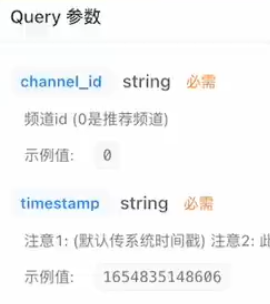 Query 参数
channel_id string 必需
频道id (0是推荐频道)
示例值: 0
timestamp string 必需
注意1: (默认传系统时间戳) 注意2: 此
示例值: 1654835148606